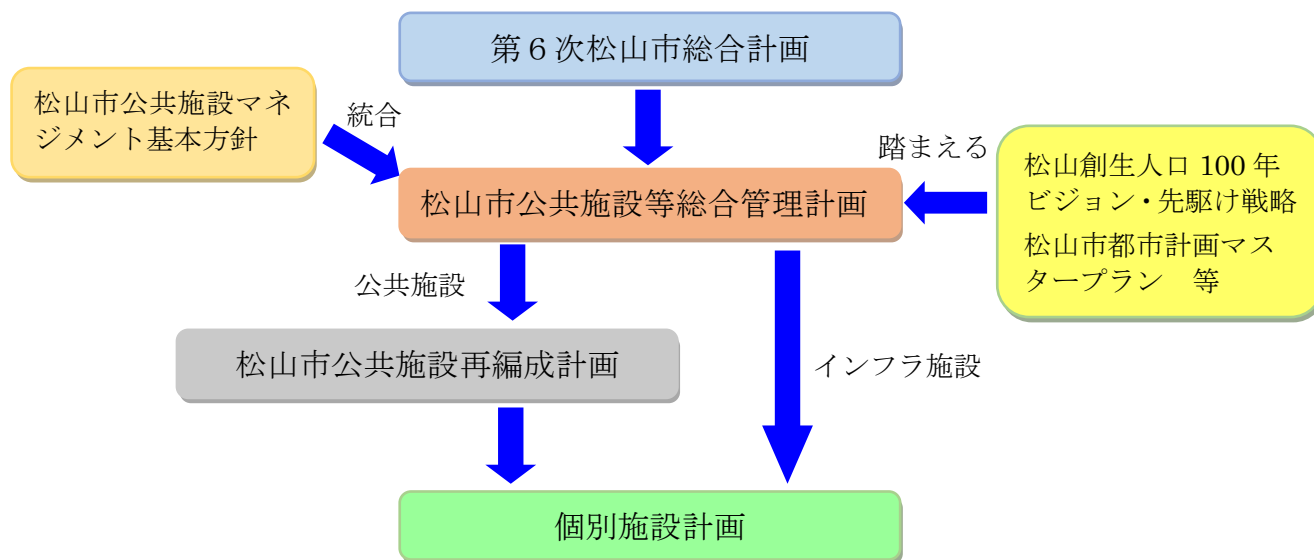 第6次松山市総合計画
松山市公共施設マネ
ジメント基本方針
統合
踏まえる
松山創生人口 100 年
ビジョン・先駆け戦略
松山市都市計画マス
タープラン　等
松山市公共施設等総合管理計画
公共施設
松山市公共施設再編成計画
インフラ施設
個別施設計画